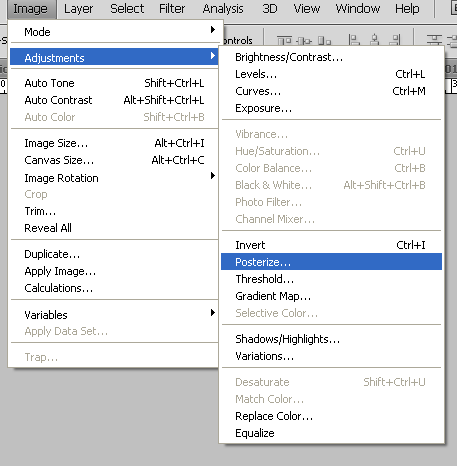 Image Layer Select Filter Analysis 3D View Window Help
Mode
Adjustments
Auto Tone Shift+Ctrl+L
Auto Contrast Alt+Shift+Ctrl+L
Auto Color Shift+Ctrl+B
Image Size... Alt+Ctrl+I
Canvas Size... Alt+Ctrl+C
Image Rotation
Crop
Trim...
Reveal All
Duplicate...
Apply Image...
Calculations...
Variables
Apply Data Set...
Trap...
ontrols
Brightness/Contrast...
Levels... Ctrl+L
Curves... Ctrl+M
Exposure...
Vibrance...
Hue/Saturation... Ctrl+U
Color Balance... Ctrl+B
Black & White... Alt+Shift+Ctrl+B
Photo Filter...
Channel Mixer...
Invert Ctrl+I
Posterize...
Threshold...
Gradient Map...
Selective Color...
Shadows/Highlights...
Variations...
Desaturate Shift+Ctrl+U
Match Color...
Replace Color...
Equalize